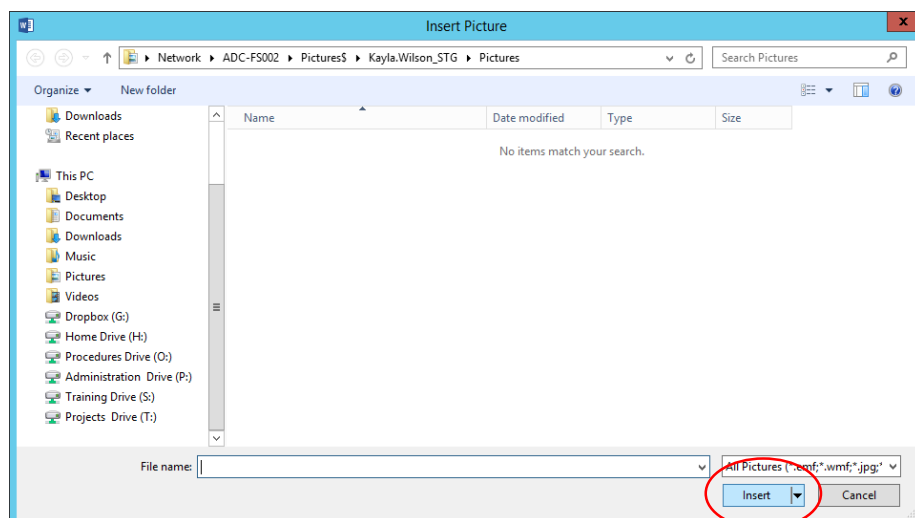 Insert Picture
Network ADC-FS002 Pictures$ Kayla.Wilson_STG Pictures
Search Pictures
Organize New folder
Name Date modified Type Size
No items match your search.
Downloads
Recent places
This PC
Desktop
Documents
Downloads
Music
Pictures
Videos
Dropbox (G:)
Home Drive (H:)
Procedures Drive (O:)
Administration Drive (P:)
Training Drive (S:)
Projects Drive (T:)
File name:
All Pictures (*.emf;*.wmf;*.jpg;*
Insert Cancel